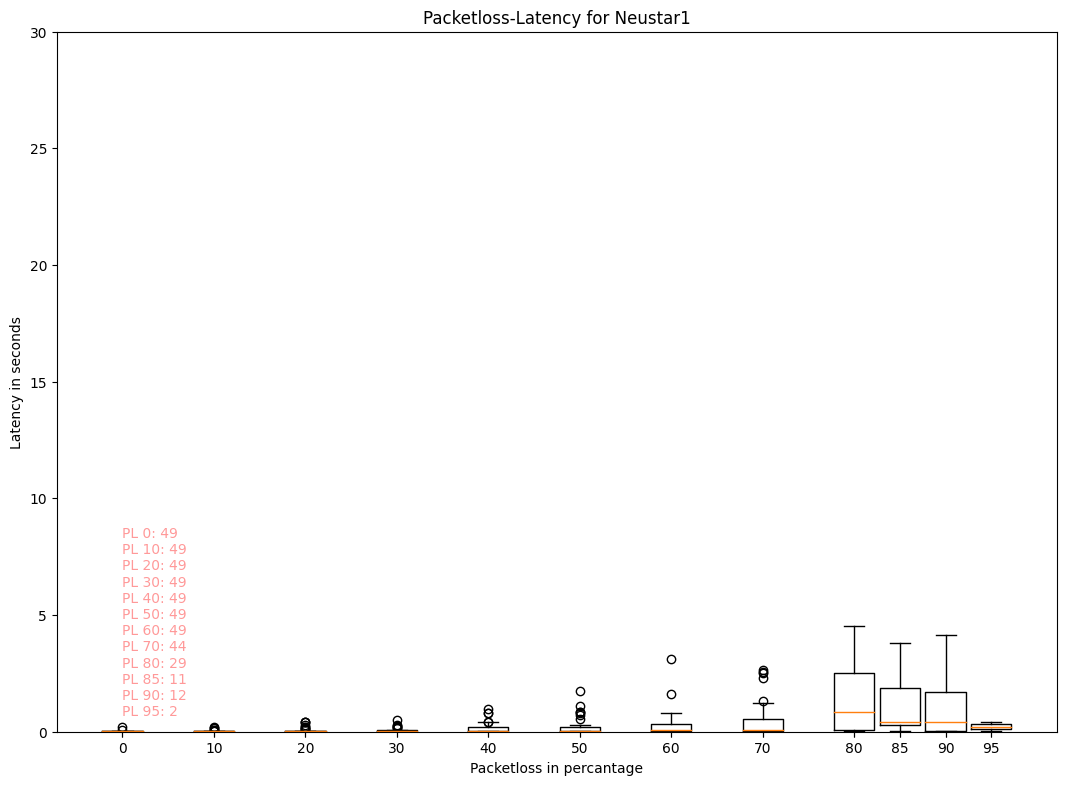 Packetloss-Latency for Neustar1
30
25
20
15
10
5
0
Latency in seconds
PL 0: 49
PL 10: 49
PL 20: 49
PL 30: 49
PL 40: 49
PL 50: 49
PL 60: 49
PL 70: 44
PL 80: 29
PL 85: 11
PL 90: 12
PL 95: 2
0 10 20 30 40 50 60 70 80 85 90 95
Packetloss in percantage